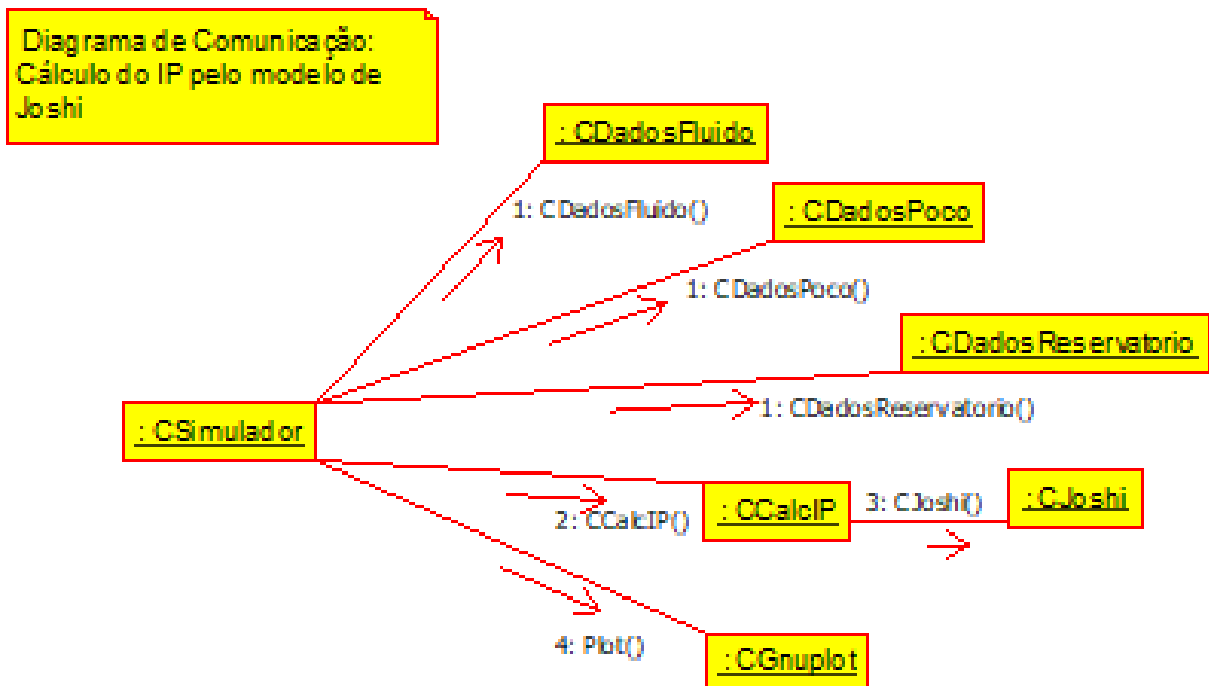 Diagrama de Comunicação:
Cálculo do IP pelo modelo de
Joshi
: CDadosFluido
1: CDadosFluido()
: CDadosPoco
1: CDadosPoco()
: CDadosReservatorio
1: CDadosReservatorio()
: CSimulador
2: CCalcIP()
: CCalcIP
3: CJoshi()
: CJoshi
4: Plot()
: CGnuplot